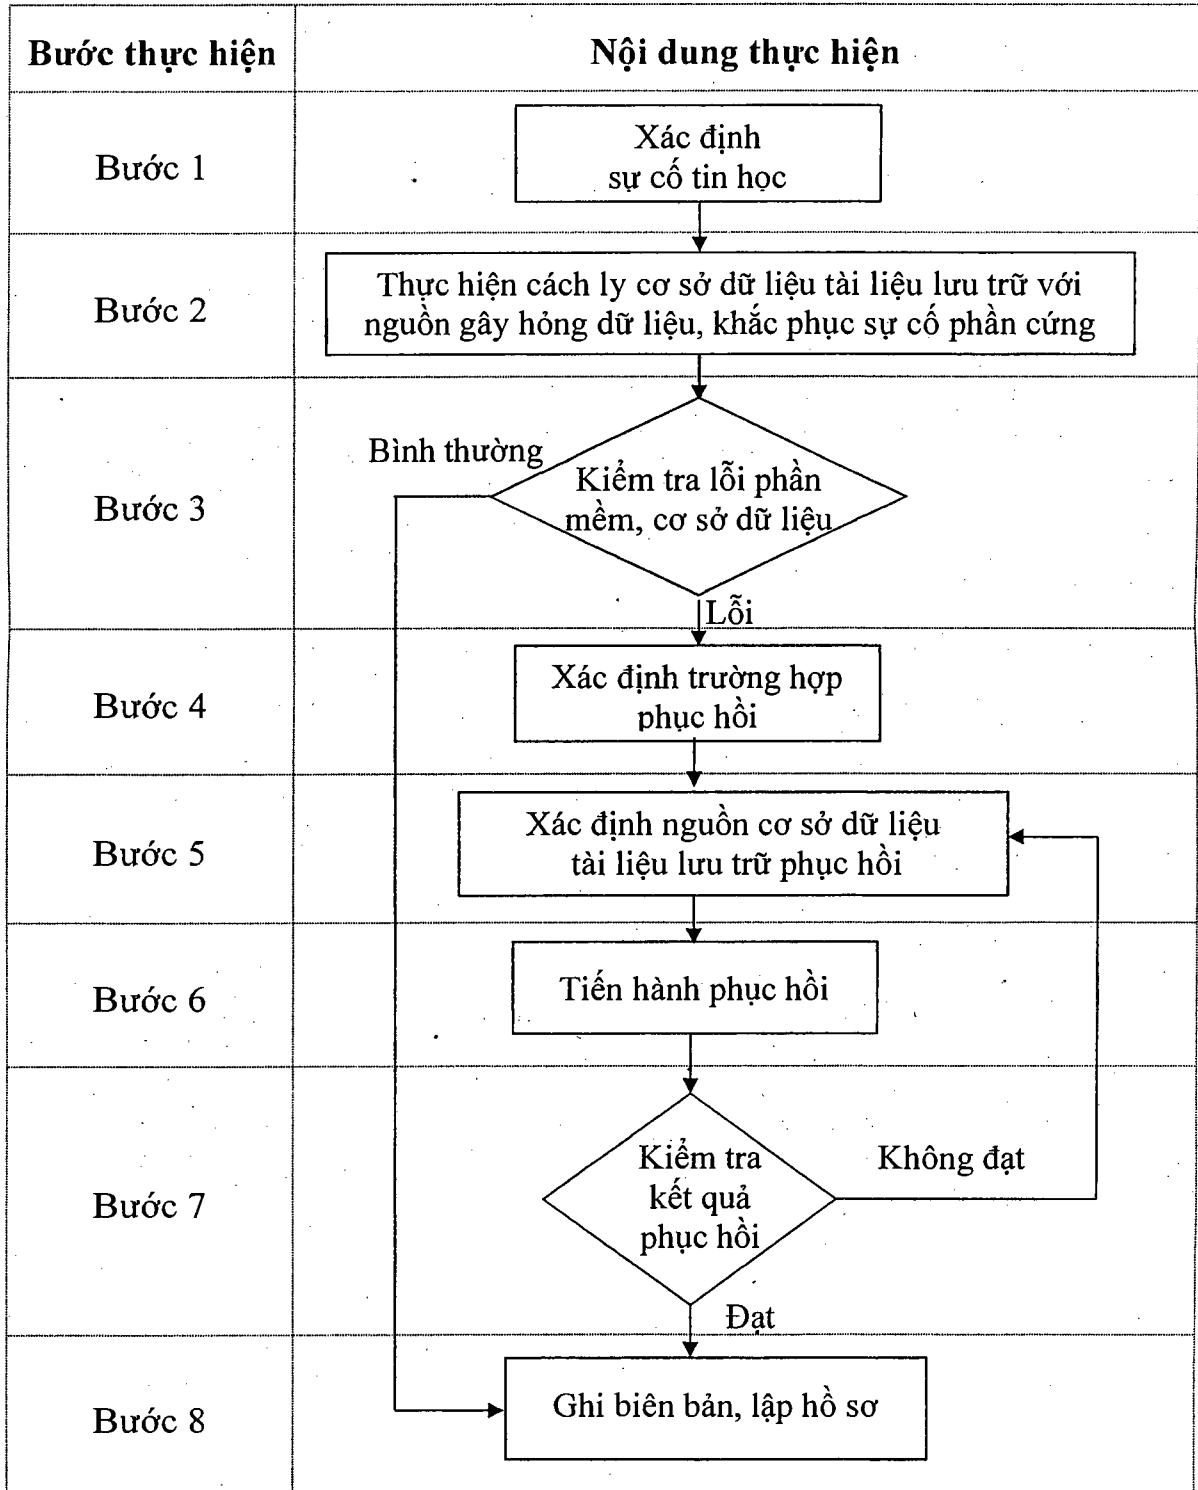 Bước thực hiện
Nội dung thực hiện
Bước 1
Xác định
sự cố tin học
Bước 2
Thực hiện cách ly cơ sở dữ liệu tài liệu lưu trữ với
nguồn gây hỏng dữ liệu, khắc phục sự cố phần cứng
Bước 3
Bình thường
Kiểm tra lỗi phần
mềm, cơ sở dữ liệu
Lỗi
Bước 4
Xác định trường hợp
phục hồi
Bước 5
Xác định nguồn cơ sở dữ liệu
tài liệu lưu trữ phục hồi
Bước 6
Tiến hành phục hồi
Bước 7
Kiểm tra
kết quả
phục hồi
Không đạt
Đạt
Bước 8
Ghi biên bản, lập hồ sơ